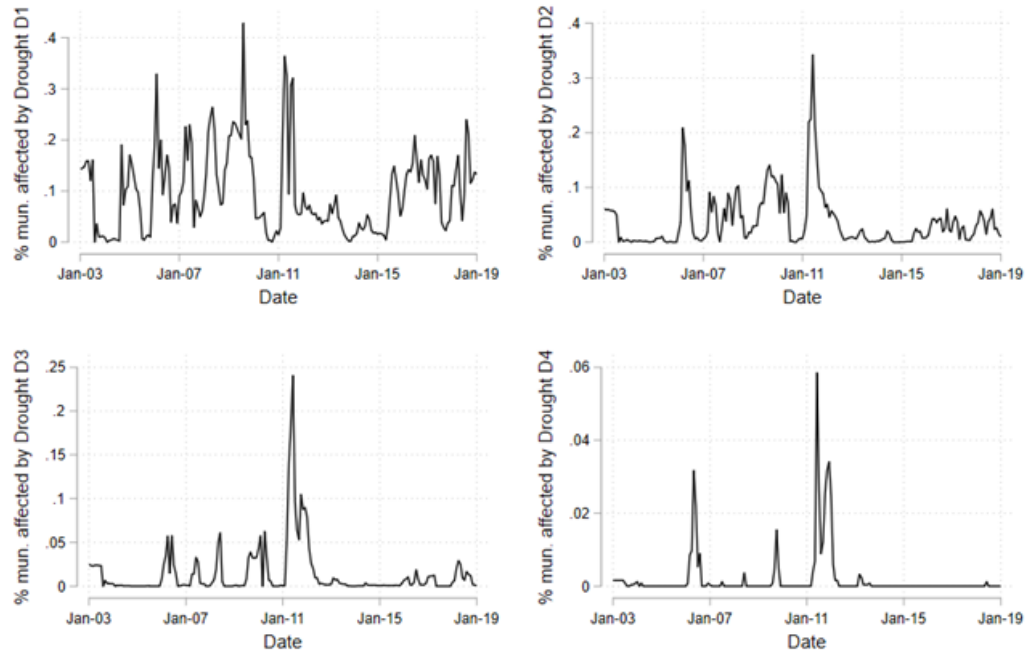 % mun. affected by Drought D1
.4
.3
.2
.1
0
Jan-03 Jan-07 Jan-11 Jan-15 Jan-19
Date
% mun. affected by Drought D2
.4
.3
.2
.1
0
Jan-03 Jan-07 Jan-11 Jan-15 Jan-19
Date
% mun. affected by Drought D3
.25
.2
.15
.1
.05
0
Jan-03 Jan-07 Jan-11 Jan-15 Jan-19
Date
% mun. affected by Drought D4
.06
.04
.02
0
Jan-03 Jan-07 Jan-11 Jan-15 Jan-19
Date